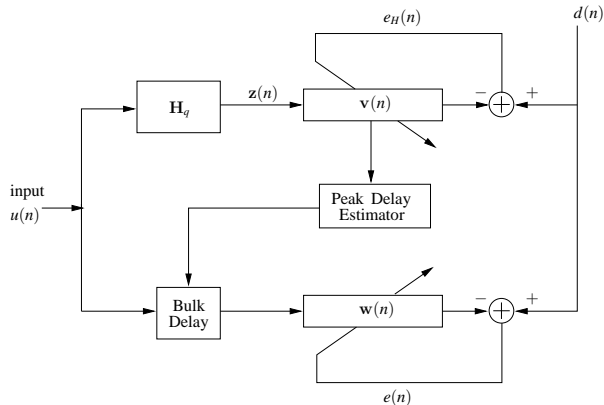 e_H(n)
d(n)
H_q
z(n)
v(n)
−
+
+
input
u(n)
Peak Delay
Estimator
Bulk
Delay
w(n)
−
+
+
e(n)